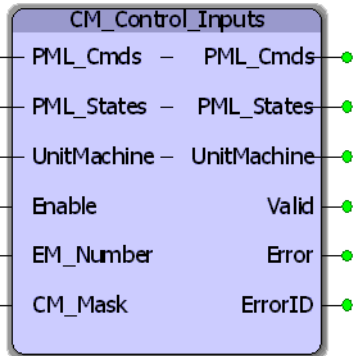 CM_Control_Inputs
PML_Cmds – PML_Cmds
PML_States – PML_States
UnitMachine – UnitMachine
Enable Valid
EM_Number Error
CM_Mask ErrorID